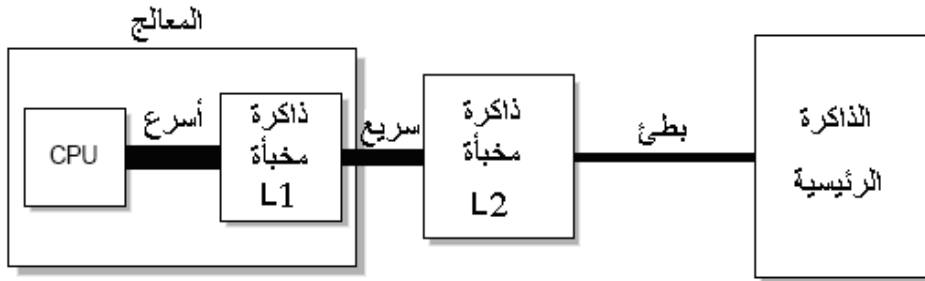 المعالج
CPU
أسرع
ذاكرة
مخبأة
L1
سريع
ذاكرة
مخبأة
L2
بطئ
الذاكرة
الرئيسية